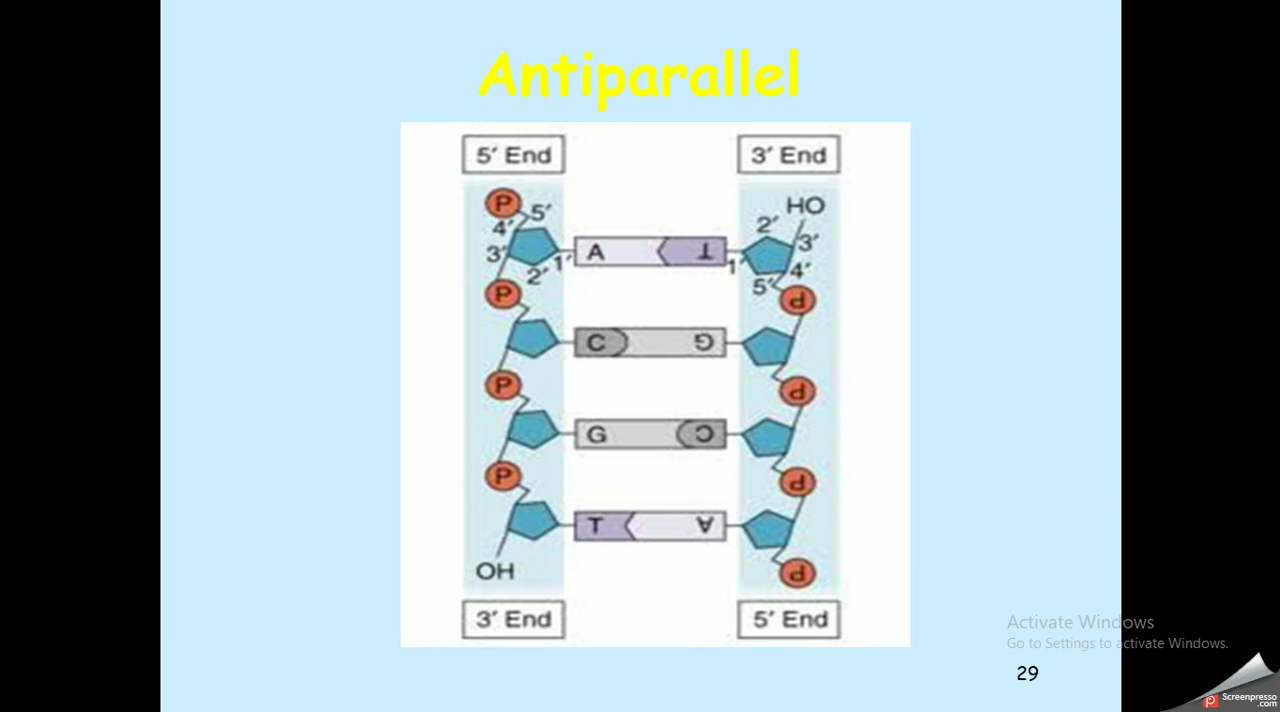 Antiparallel
5′ End 3′ End
P 5′ HO
4′ 2′
3′ A T 3′
2′ 1′ 1′ 4′
5′
P P
C G
P P
G C
P P
T A
OH P
3′ End 5′ End
Activate Windows
Go to Settings to activate Windows.
29
Screenpresso
.com